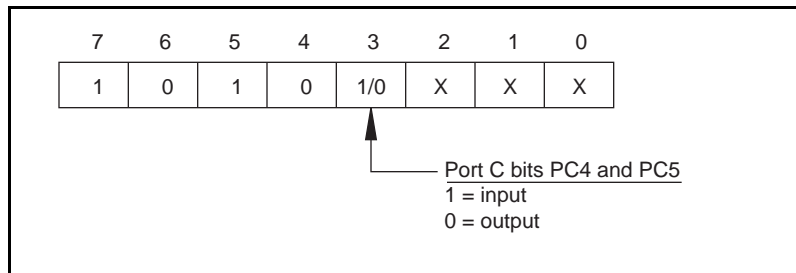 7 6 5 4 3 2 1 0
1 0 1 0 1/0 X X X
Port C bits PC4 and PC5
1 = input
0 = output